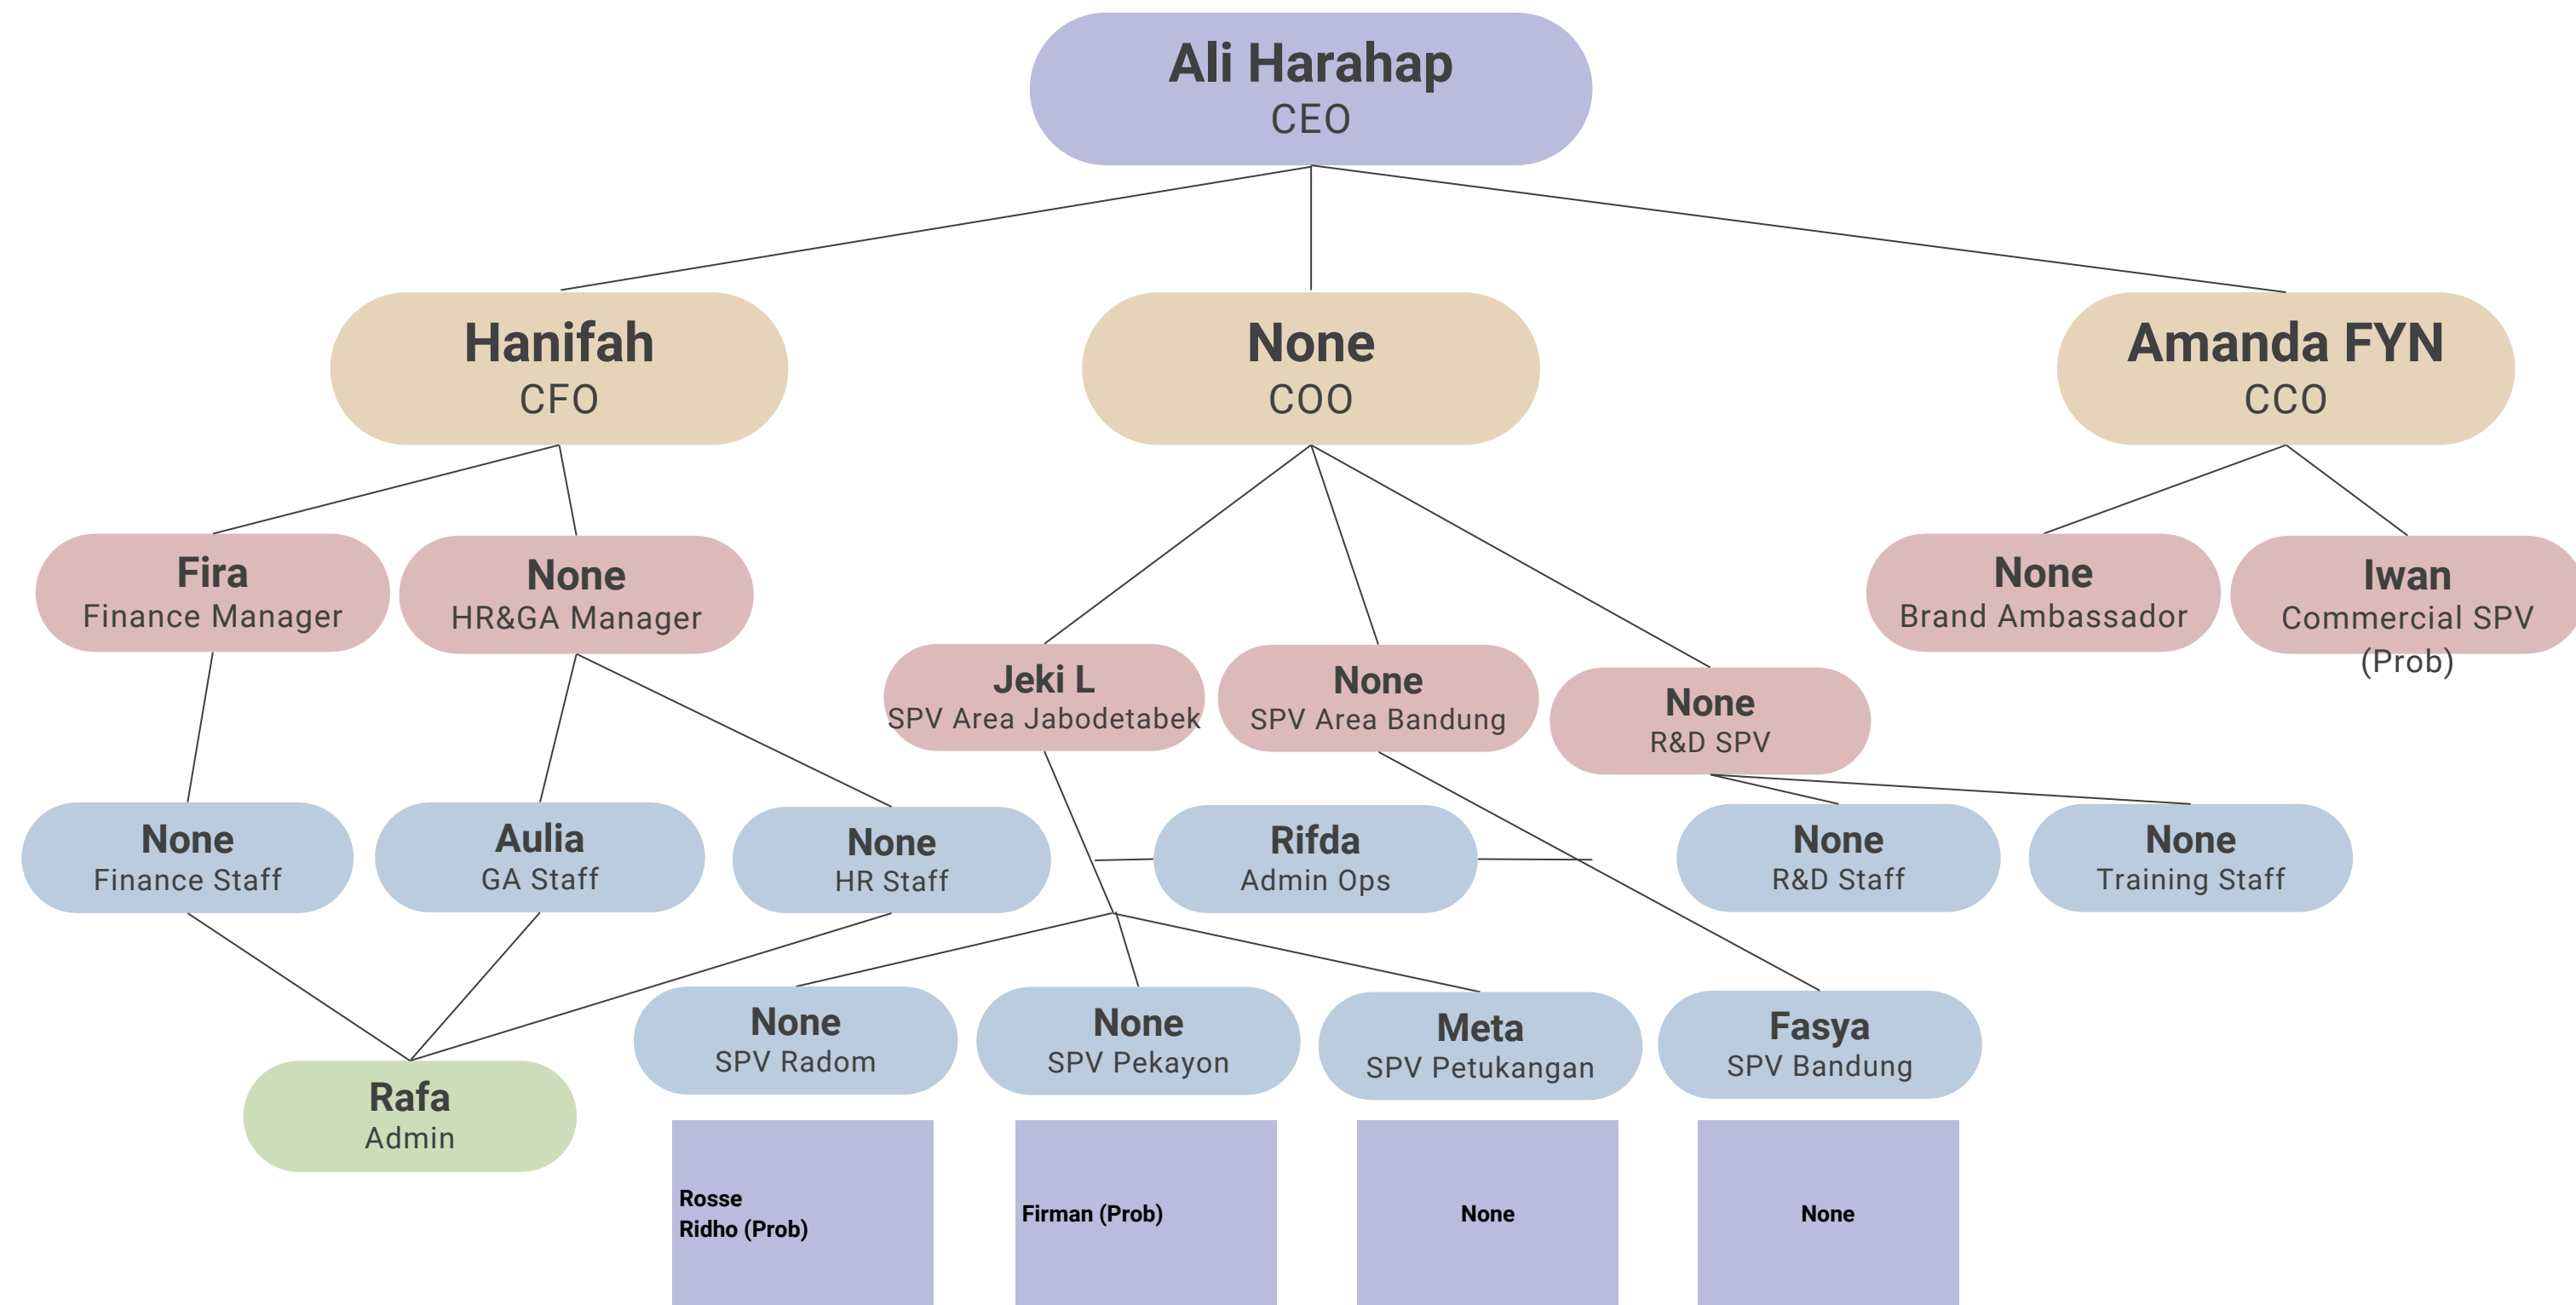 Ali Harahap
CEO
Hanifah
CFO
None
COO
Amanda FYN
CCO
Fira
Finance Manager
None
HR&GA Manager
None
Brand Ambassador
Iwan
Commercial SPV
(Prob)
Jeki L
SPV Area Jabodetabek
None
SPV Area Bandung
None
R&D SPV
None
Finance Staff
Aulia
GA Staff
None
HR Staff
Rifda
Admin Ops
None
R&D Staff
None
Training Staff
None
SPV Radom
None
SPV Pekayon
Meta
SPV Petukangan
Fasya
SPV Bandung
Rafa
Admin
Rosse
Ridho (Prob)
Firman (Prob)
None
None